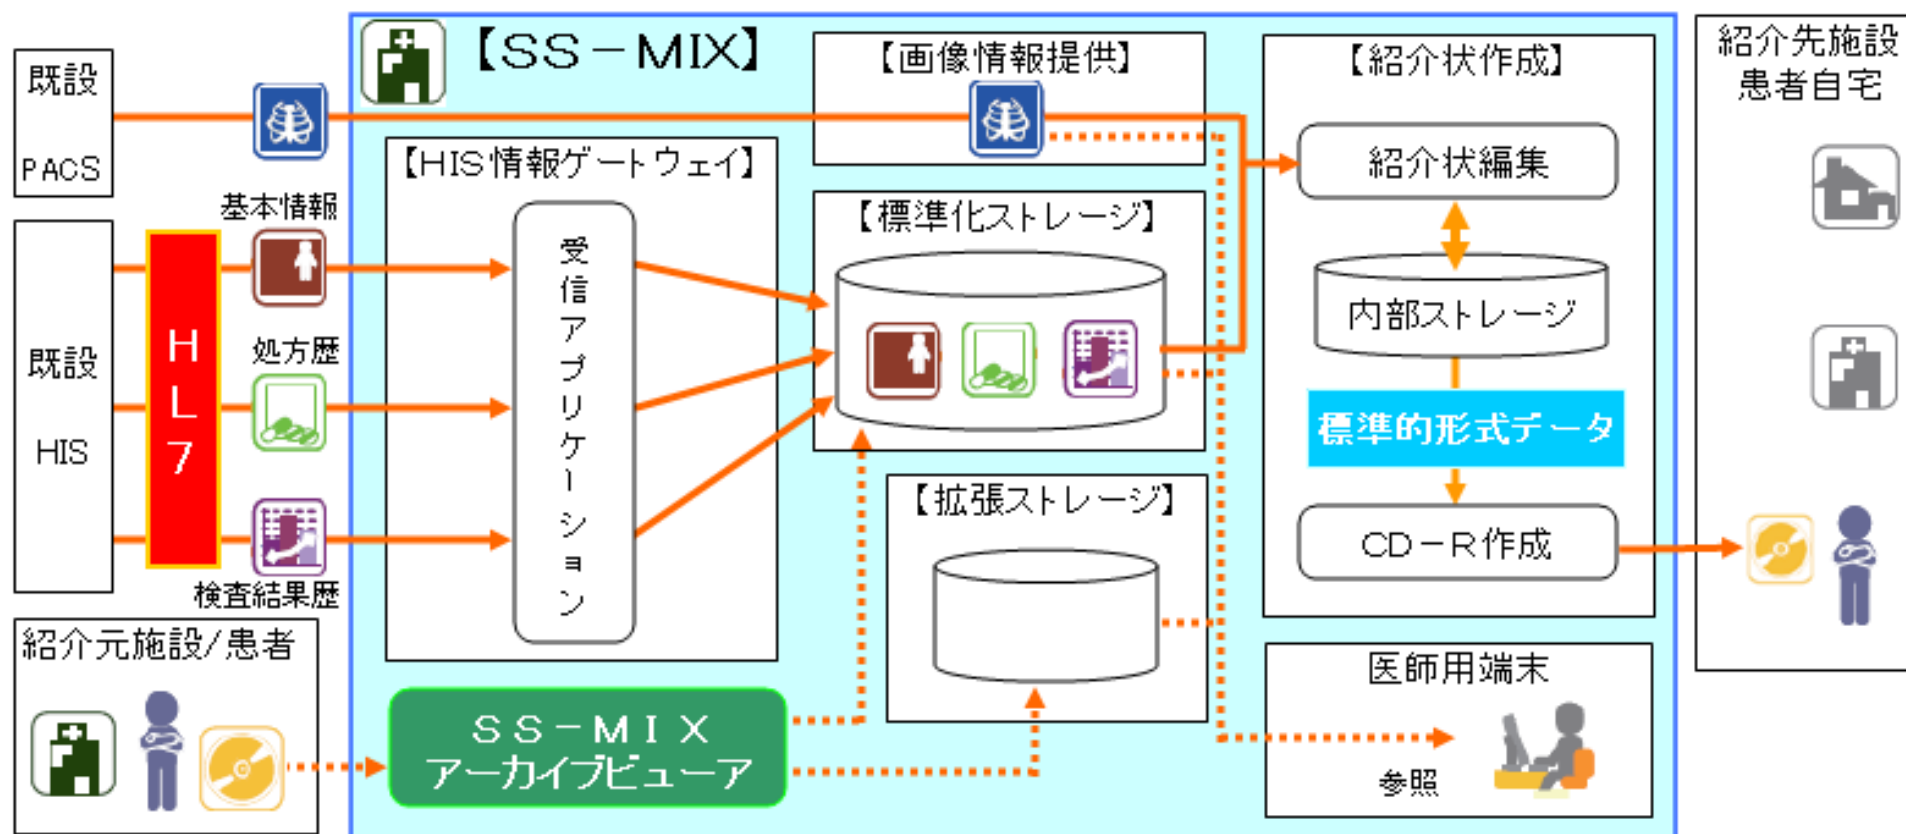 既設
PACS
既設
HIS
HL7
基本情報
処方歴
検査結果歴
紹介元施設/患者
【SS-MIX】
【HIS情報ゲートウェイ】
受信アプリケーション
SS-MIX
アーカイブビューア
【画像情報提供】
【標準化ストレージ】
【拡張ストレージ】
【紹介状作成】
紹介状編集
内部ストレージ
標準的形式データ
CD-R作成
医師用端末
参照
紹介先施設
患者自宅